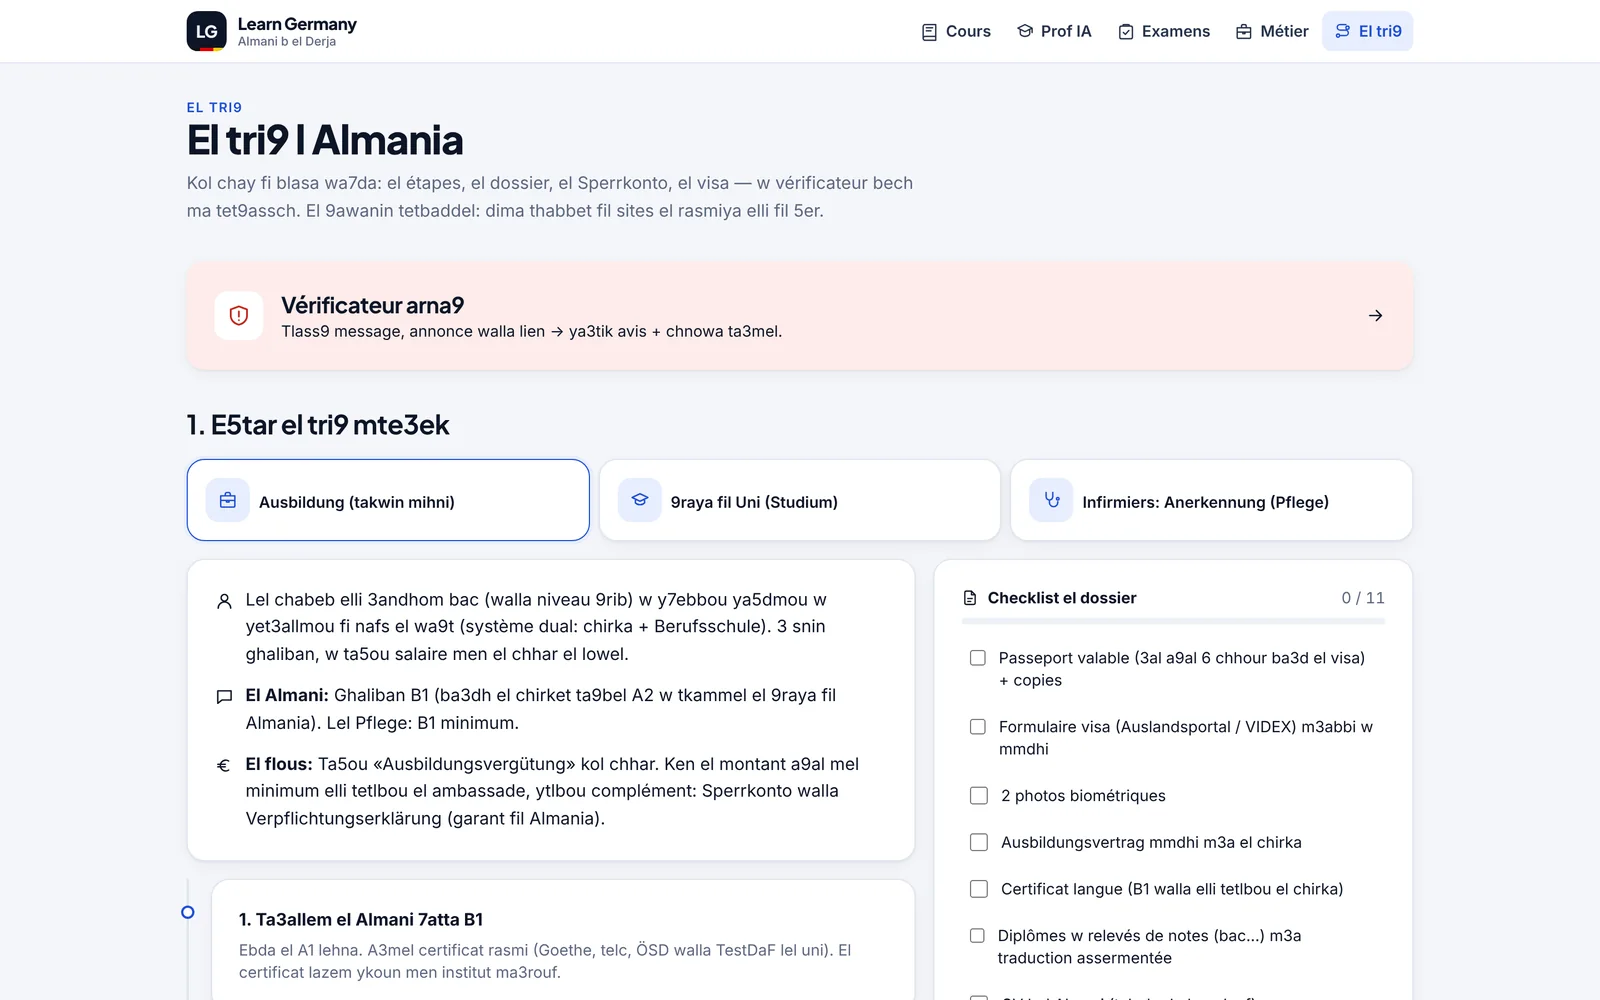 LG
Learn Germany
Almani b el Derja
Cours
Prof IA
Examens
Métier
El tri9
EL TRI9
El tri9 l Almania
Kol chay fi blasa wa7da: el étapes, el dossier, el Sperrkonto, el visa — w vérificateur bech
ma tet9assch. El 9awanin tetbaddel: dima thabbet fil sites el rasmiya elli fil 5er.
Vérificateur arna9
Tlass9 message, annonce walla lien → ya3tik avis + chnowa ta3mel.
→
1. E5tar el tri9 mte3ek
Ausbildung (takwin mihni)
9raya fil Uni (Studium)
Infirmiers: Anerkennung (Pflege)
Lel chabeb elli 3andhom bac (walla niveau 9rib) w y7ebbou ya5dmou w
yet3allmou fi nafs el wa9t (système dual: chirka + Berufsschule). 3 snin
ghaliban, w ta5ou salaire men el chhar el lowel.
El Almani: Ghaliban B1 (ba3dh el chirket ta9bel A2 w tkammel el 9raya fil
Almania). Lel Pflege: B1 minimum.
El flous: Ta5ou «Ausbildungsvergütung» kol chhar. Ken el montant a9al mel
minimum elli tetlbou el ambassade, ytlbou complément: Sperrkonto walla
Verpflichtungserklärung (garant fil Almania).
1. Ta3allem el Almani 7atta B1
Ebda el A1 lehna. A3mel certificat rasmi (Goethe, telc, ÖSD walla TestDaF lel uni). El
certificat lazem ykoun men institut ma3rouf.
Checklist el dossier
0 / 11
Passeport valable (3al a9al 6 chhour ba3d el visa)
+ copies
Formulaire visa (Auslandsportal / VIDEX) m3abbi w
mmdhi
2 photos biométriques
Ausbildungsvertrag mmdhi m3a el chirka
Certificat langue (B1 walla elli tetlbou el chirka)
Diplômes w relevés de notes (bac…) m3a
traduction assermentée